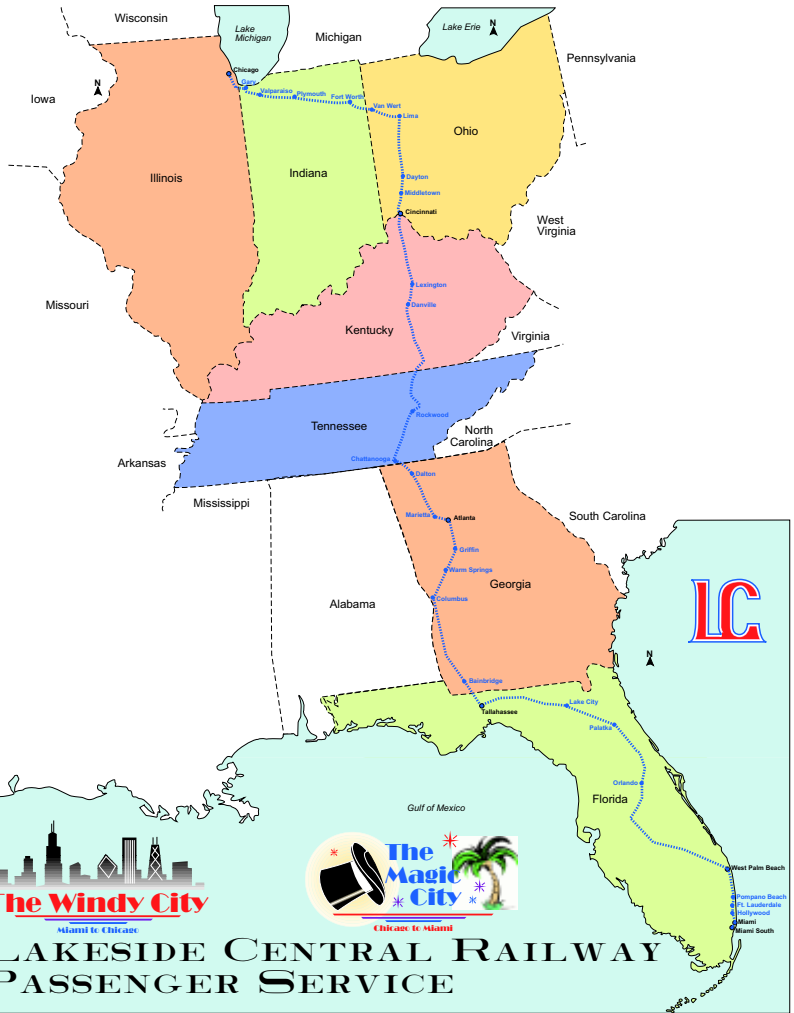 Wisconsin
Lake
Michigan
Michigan
Lake Erie
N
Pennsylvania
Chicago
Gary
Valparaiso
Plymouth
Fort Worth
Van Wert
Lima
N
Iowa
Ohio
Illinois
Indiana
Dayton
Middletown
Cincinnati
West
Virginia
Lexington
Danville
Missouri
Kentucky
Virginia
Rockwood
Tennessee
North
Carolina
Chattanooga
Arkansas
Dalton
Mississippi
Marietta
Atlanta
South Carolina
Griffin
Warm Springs
Georgia
Columbus
Alabama
LC
N
Bainbridge
Tallahassee
Lake City
Palatka
Orlando
Florida
Gulf of Mexico
West Palm Beach
Pompano Beach
Ft. Lauderdale
Hollywood
Miami
Miami South
The Windy City
Miami to Chicago
The
Magic
City
Chicago to Miami
Lakeside Central Railway
Passenger Service